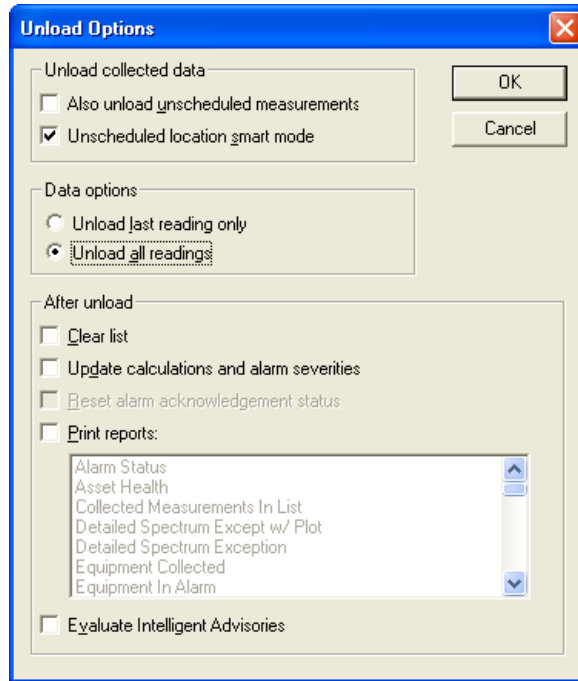 Unload Options
Unload collected data
Also unload unscheduled measurements
Unscheduled location smart mode
OK
Cancel
Data options
Unload last reading only
Unload all readings
After unload
Clear list
Update calculations and alarm severities
Reset alarm acknowledgement status
Print reports:
Alarm Status
Asset Health
Collected Measurements In List
Detailed Spectrum Except w/ Plot
Detailed Spectrum Exception
Equipment Collected
Equipment In Alarm
Evaluate Intelligent Advisories